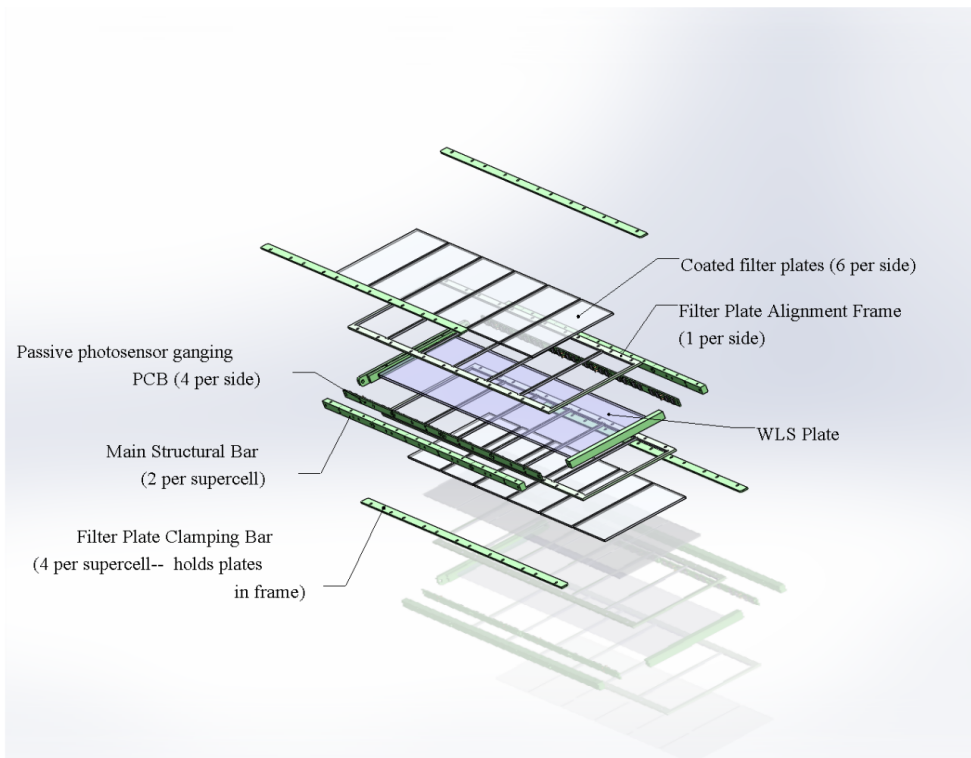 Coated filter plates (6 per side)
Filter Plate Alignment Frame
(1 per side)
Passive photosensor ganging
PCB (4 per side)
WLS Plate
Main Structural Bar
(2 per supercell)
Filter Plate Clamping Bar
(4 per supercell-- holds plates
in frame)